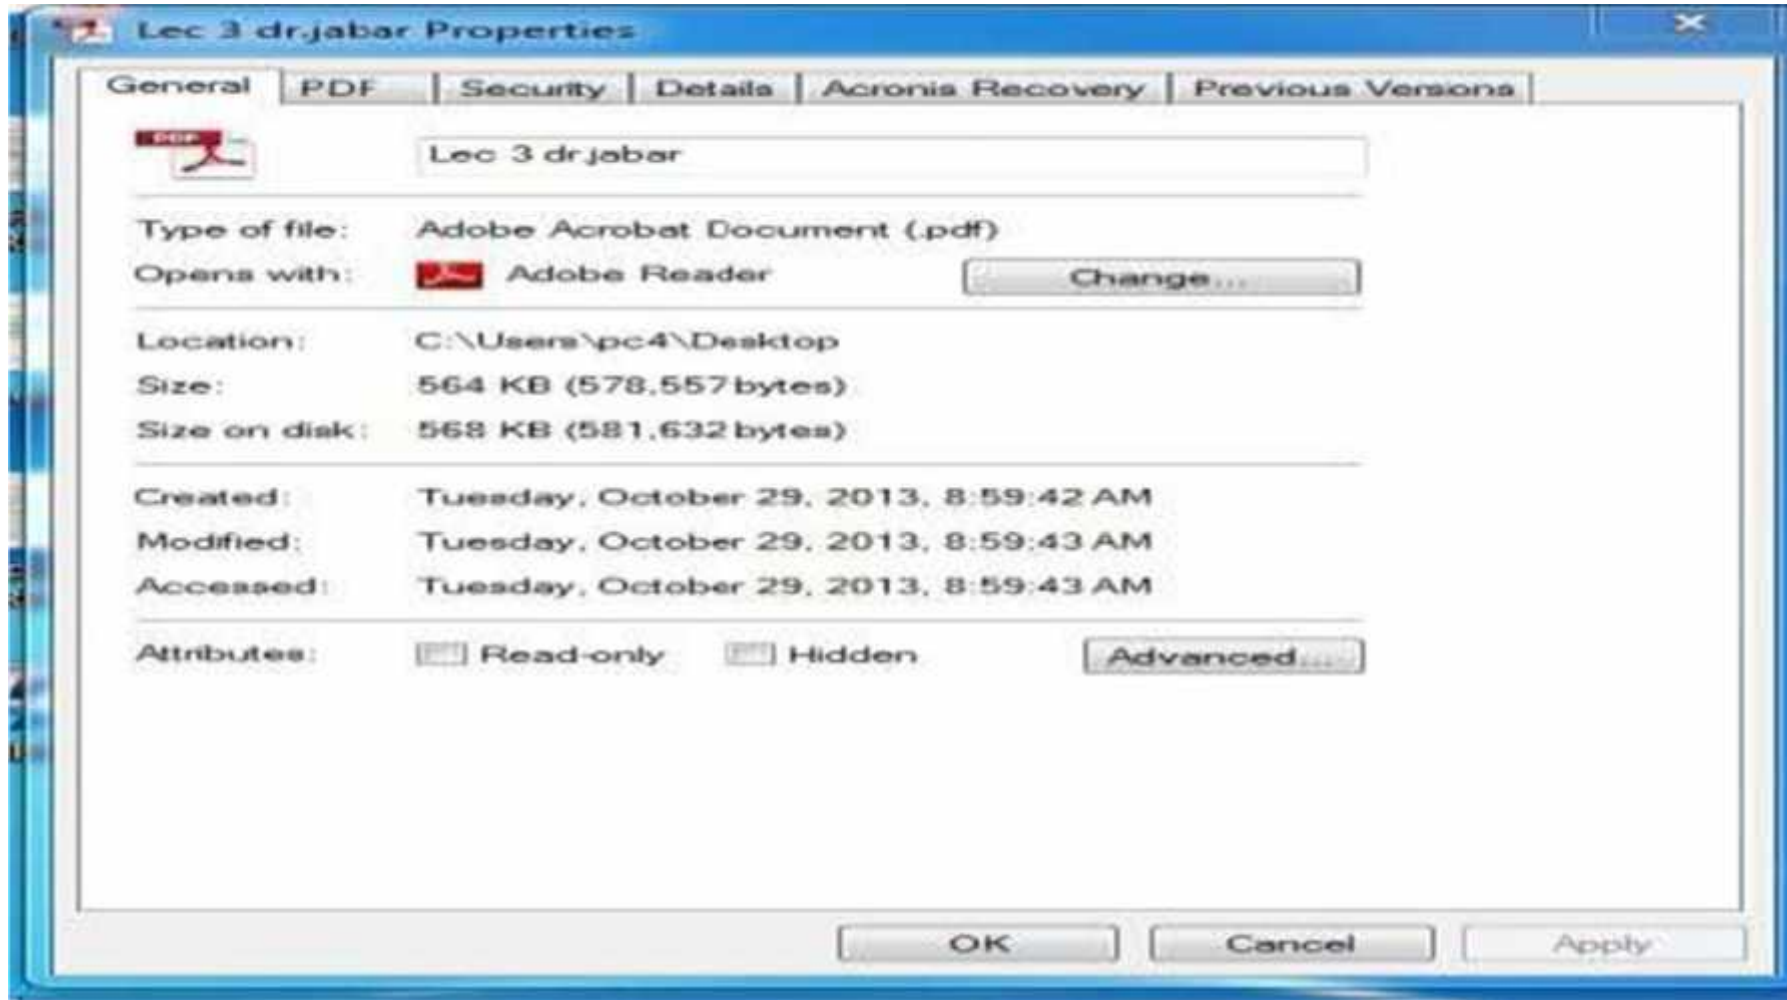 Lec 3 dr.jabar Properties
General PDF Security Details Acronis Recovery Previous Versions
PDF
Lec 3 dr.jabar
Type of file: Adobe Acrobat Document (.pdf)
Opens with: Adobe Reader Change...
Location: C:\Users\pc4\Desktop
Size: 564 KB (578,557 bytes)
Size on disk: 568 KB (581,632 bytes)
Created: Tuesday, October 29, 2013, 8:59:42 AM
Modified: Tuesday, October 29, 2013, 8:59:43 AM
Accessed: Tuesday, October 29, 2013, 8:59:43 AM
Attributes: Read-only Hidden Advanced...
OK Cancel Apply